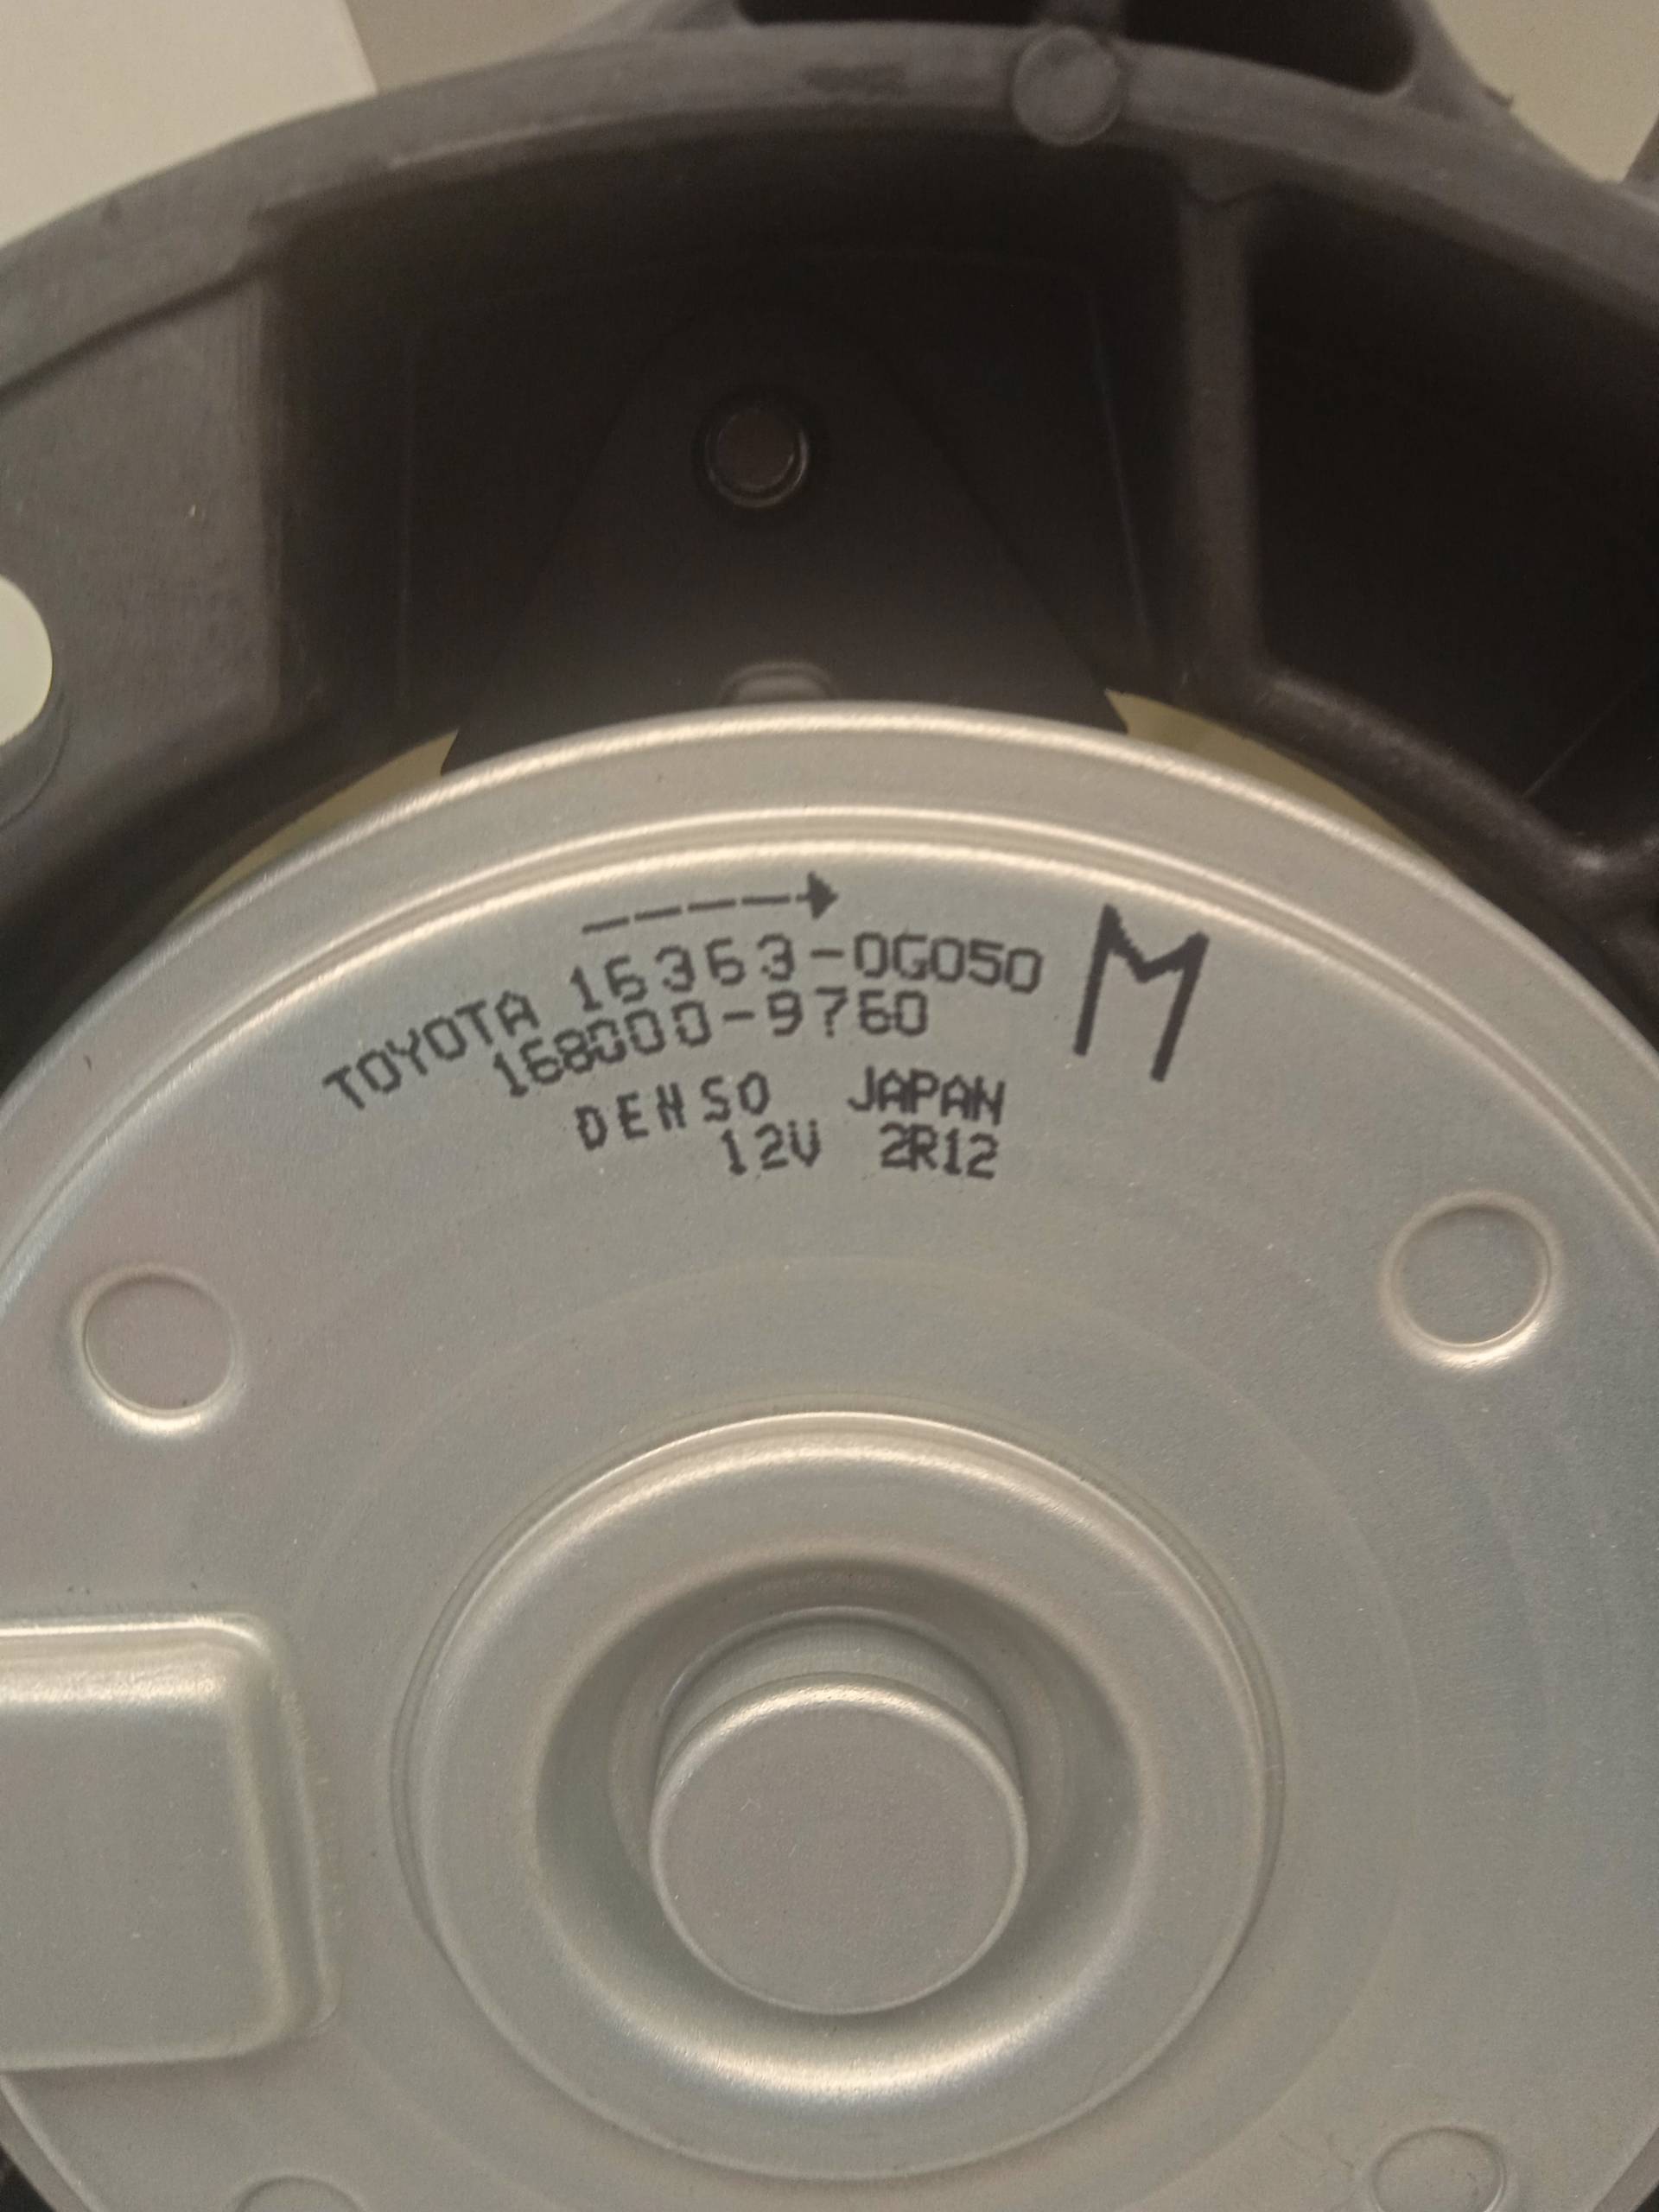 TOYOTA 16363-0G050 M
168000-9760
DENSO JAPAN
12V 2R12